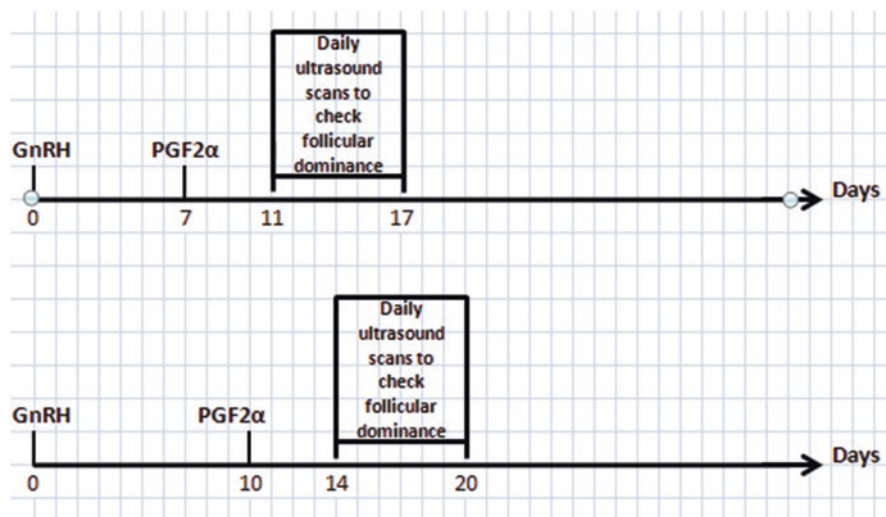 Daily
ultrasound
scans to
check
follicular
dominance
GnRH PGF2α
Days
0 7 11 17
Daily
ultrasound
scans to
check
follicular
dominance
GnRH PGF2α
Days
0 10 14 20